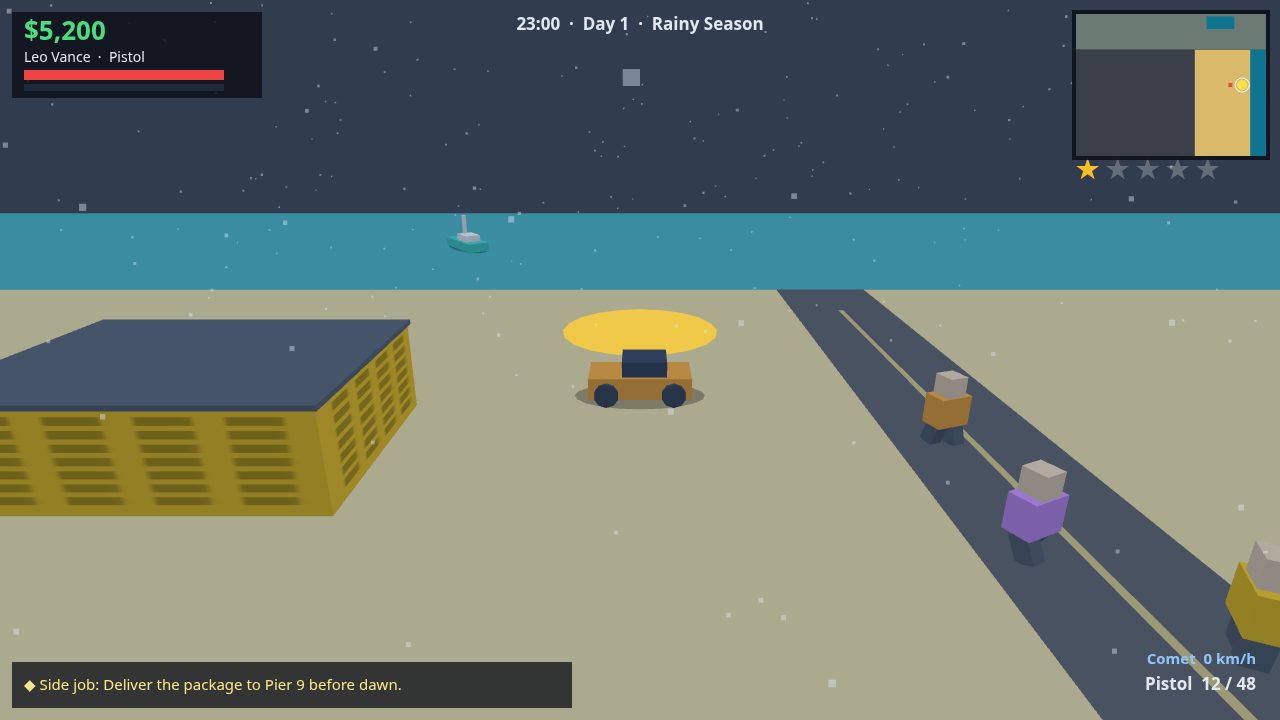 $5,200
Leo Vance · Pistol
23:00 · Day 1 · Rainy Season
◆ Side job: Deliver the package to Pier 9 before dawn.
Comet 0 km/h
Pistol 12 / 48